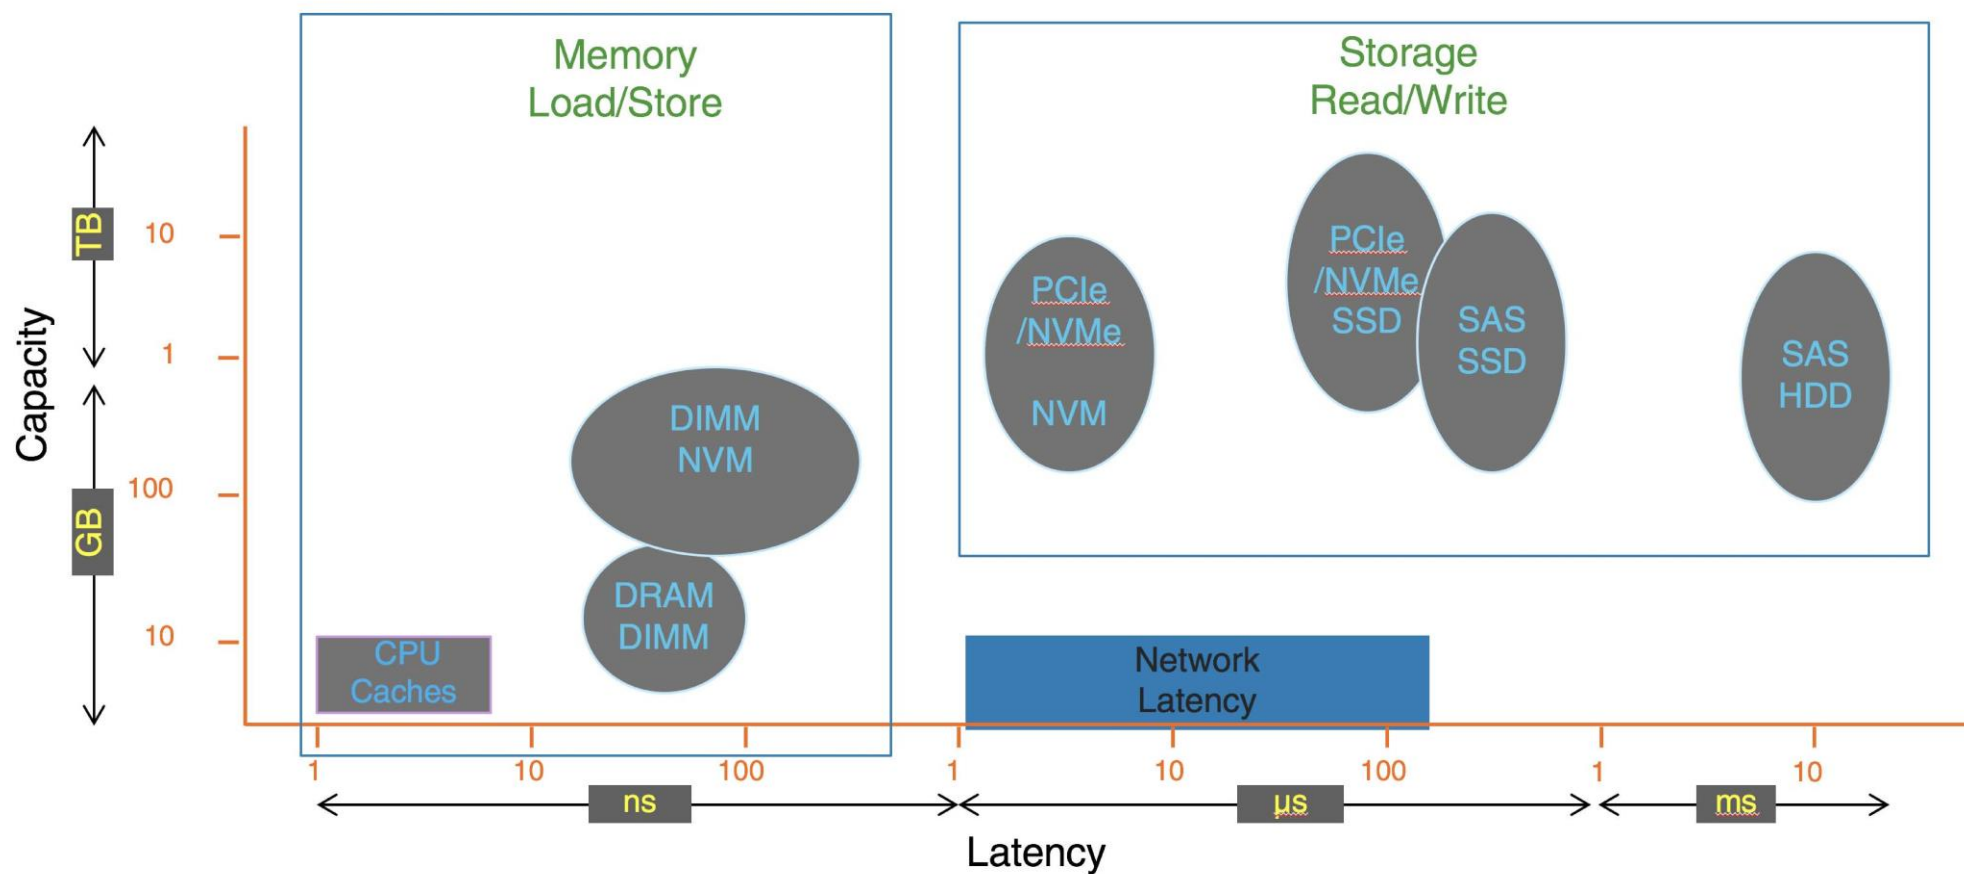 Memory
Load/Store
Storage
Read/Write
Capacity
TB
GB
10
1
100
10
PCIe
/NVMe
NVM
PCIe
/NVMe
SSD
SAS
SSD
SAS
HDD
DIMM
NVM
DRAM
DIMM
CPU
Caches
Network
Latency
1
10
100
1
10
100
1
10
ns
µs
ms
Latency